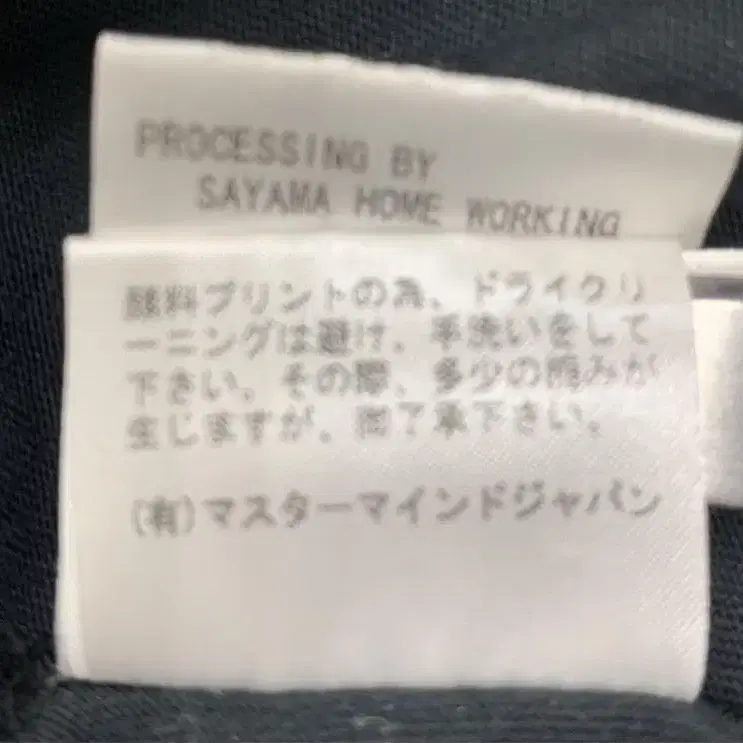 PROCESSING BY
SAYAMA HOME WORKING
顔料プリントの為、ドライクリ
ーニングは避け、手洗いをして
下さい。その際、多少の痛みが
生じますが、御了承下さい。
(有)マスターマインドジャパン